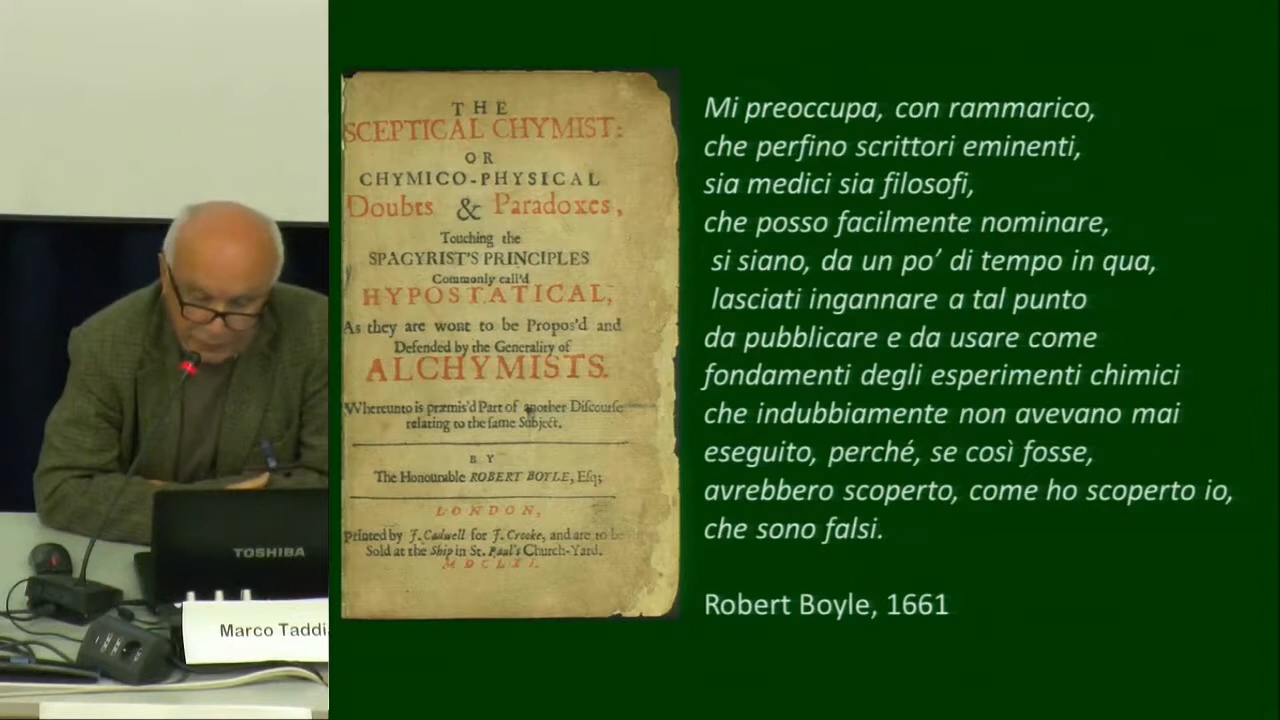 THE
SCEPTICAL CHYMIST:
OR
CHYMICO-PHYSICAL
Doubts & Paradoxes,
Touching the
SPAGYRIST'S PRINCIPLES
Commonly call'd
HYPOSTATICAL,
As they are wont to be Propos'd and
Defended by the Generality of
ALCHYMISTS.
Whereunto is præmis'd Part of another Discourse
relating to the same Subject.
BY
The Honourable ROBERT BOYLE, Esq;
LONDON,
Printed by J. Cadwell for J. Crooke, and are to be
Sold at the Ship in St. Paul's Church-Yard.
MDCLXI.
Mi preoccupa, con rammarico,
che perfino scrittori eminenti,
sia medici sia filosofi,
che posso facilmente nominare,
si siano, da un po' di tempo in qua,
lasciati ingannare a tal punto
da pubblicare e da usare come
fondamenti degli esperimenti chimici
che indubbiamente non avevano mai
eseguito, perché, se così fosse,
avrebbero scoperto, come ho scoperto io,
che sono falsi.
Robert Boyle, 1661
TOSHIBA
Marco Taddi